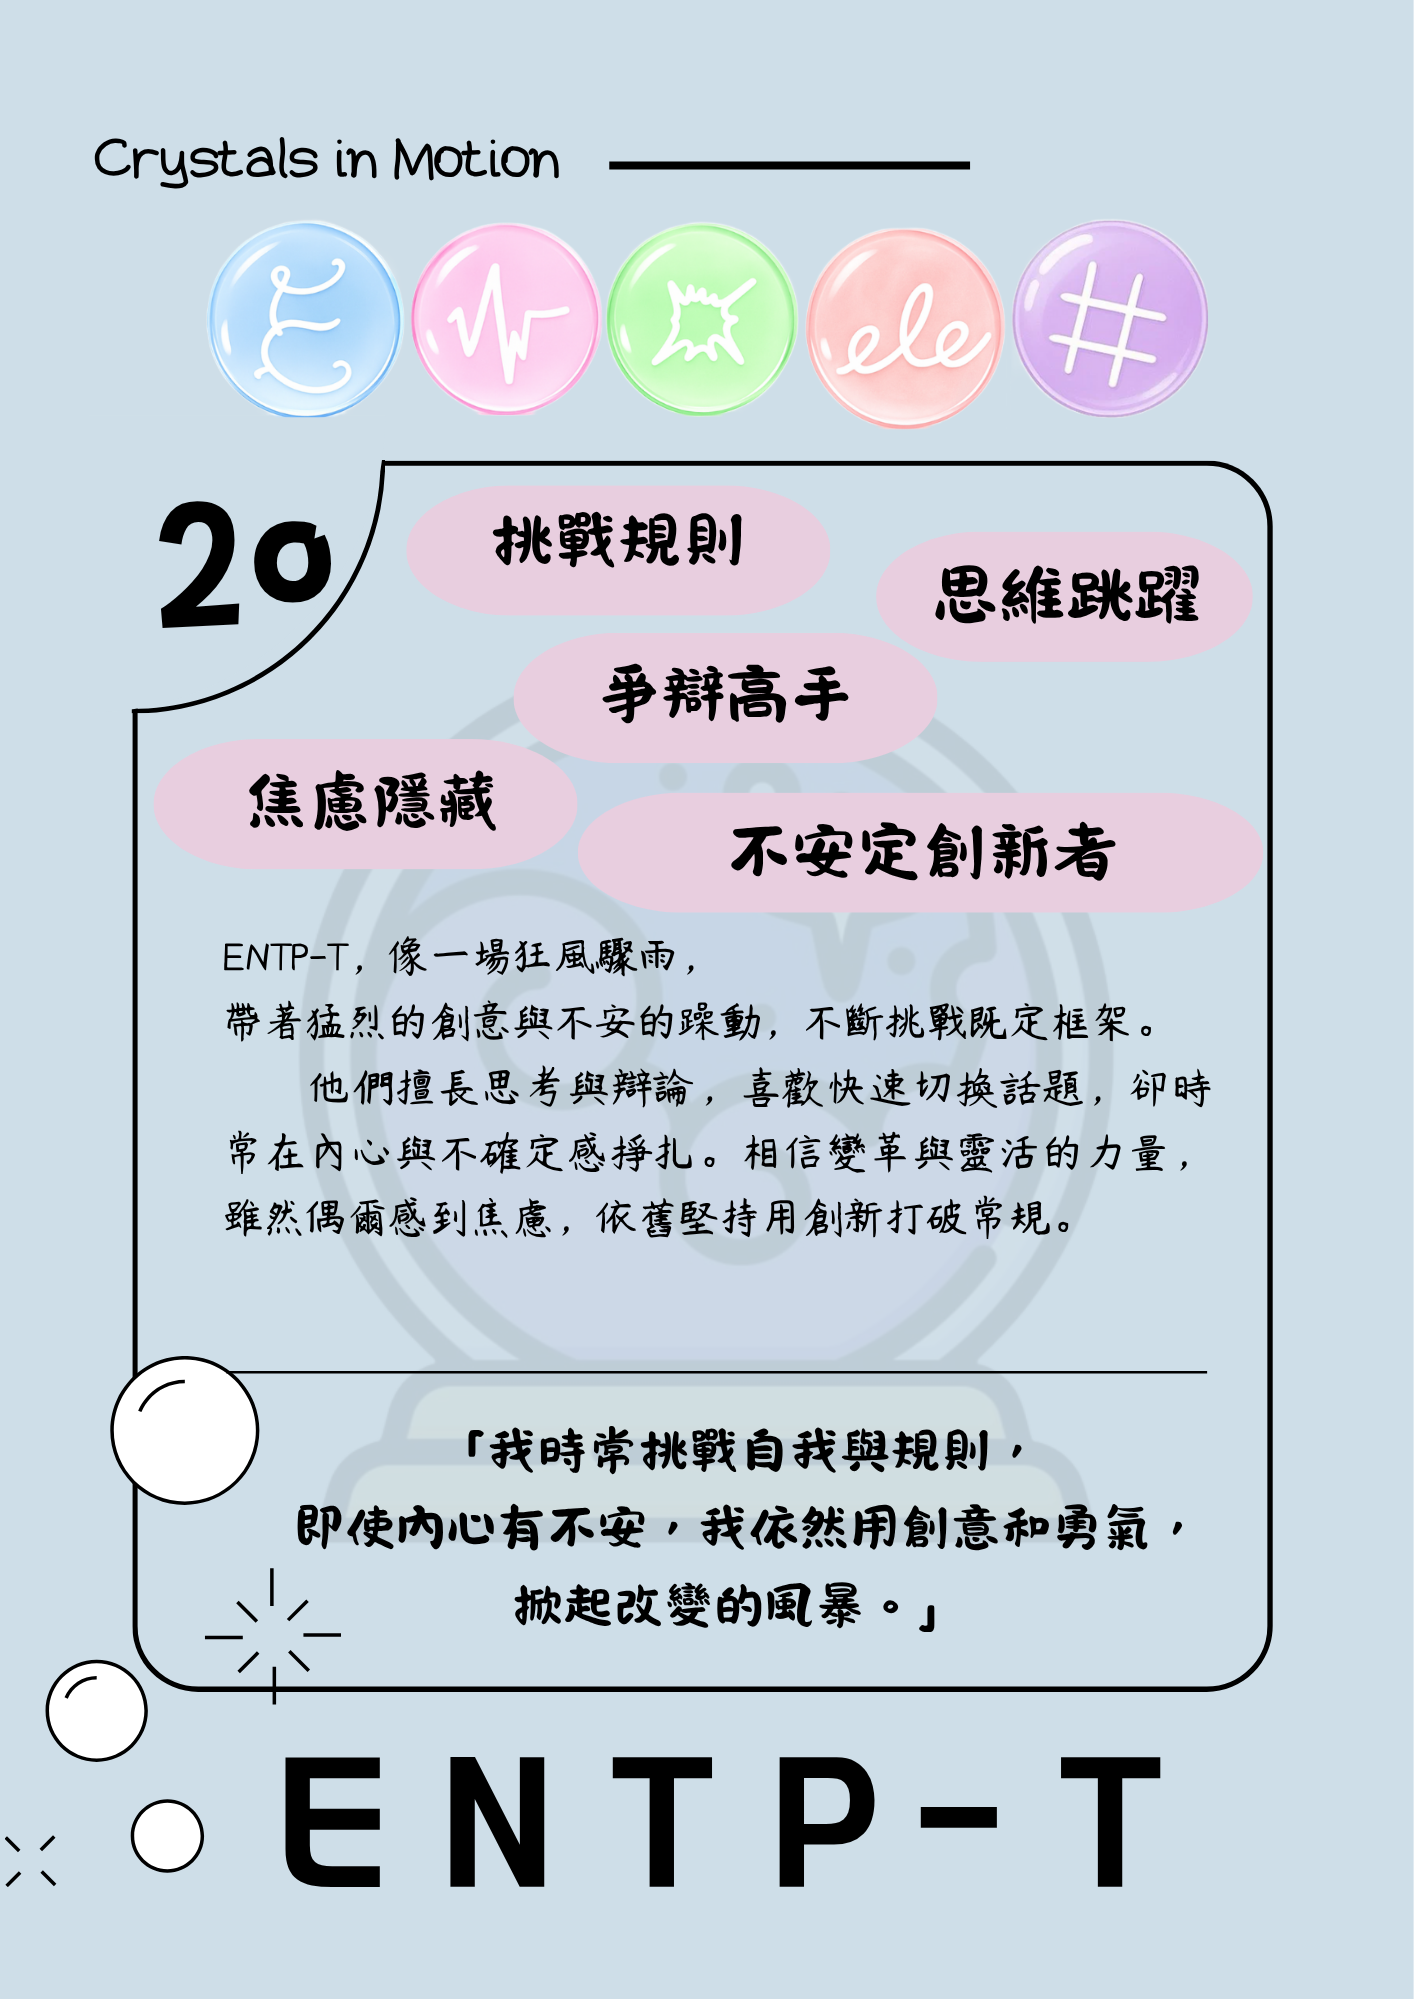 Crystals in Motion
ele
#
20
挑戰規則
思維跳躍
爭辯高手
焦慮隱藏
不安定創新者
ENTP-T，像一場狂風驟雨，
帶著猛烈的創意與不安的躁動，不斷挑戰既定框架。
他們擅長思考與辯論，喜歡快速切換話題，卻時
常在內心與不確定感掙扎。相信變革與靈活的力量，
雖然偶爾感到焦慮，依舊堅持用創新打破常規。
「我時常挑戰自我與規則，
即使內心有不安，我依然用創意和勇氣，
掀起改變的風暴。」
ENTP-T